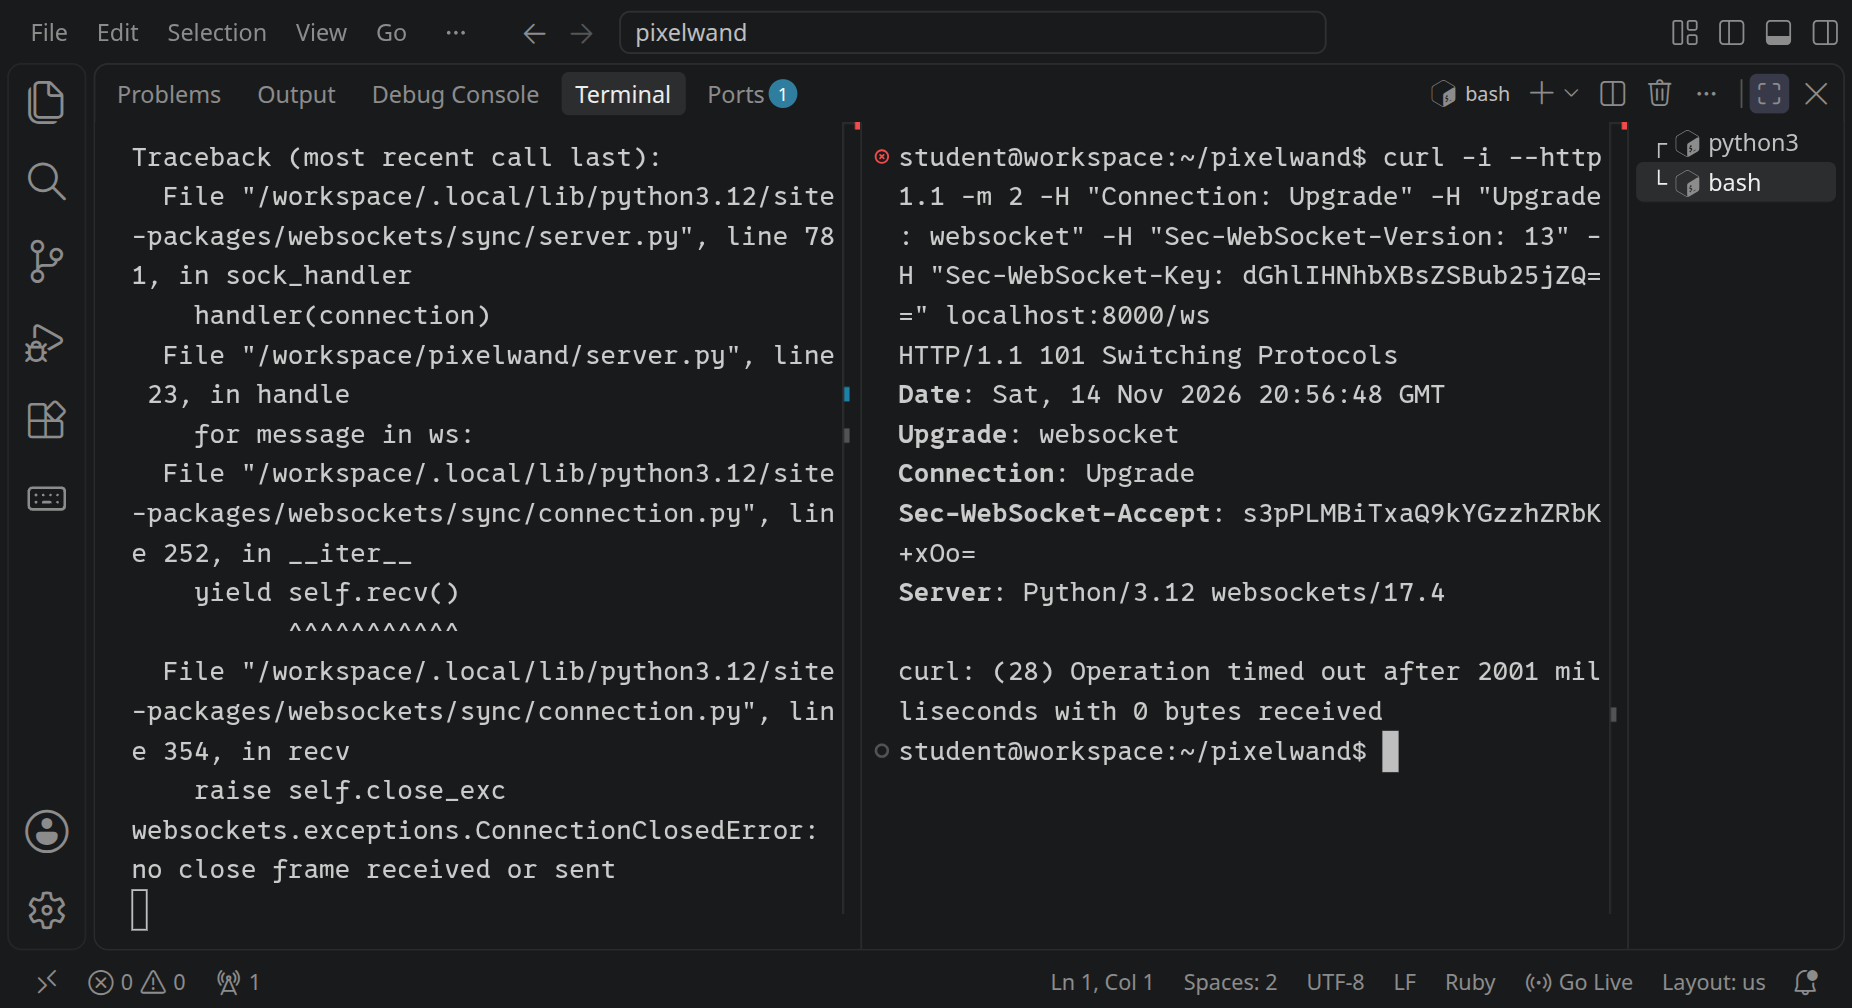 File Edit Selection View Go ··· pixelwand
Problems Output Debug Console Terminal Ports 1
bash
Traceback (most recent call last):
  File "/workspace/.local/lib/python3.12/site
-packages/websockets/sync/server.py", line 78
1, in sock_handler
    handler(connection)
  File "/workspace/pixelwand/server.py", line
 23, in handle
    for message in ws:
  File "/workspace/.local/lib/python3.12/site
-packages/websockets/sync/connection.py", lin
e 252, in __iter__
    yield self.recv()
          ^^^^^^^^^^^
  File "/workspace/.local/lib/python3.12/site
-packages/websockets/sync/connection.py", lin
e 354, in recv
    raise self.close_exc
websockets.exceptions.ConnectionClosedError:
no close frame received or sent
student@workspace:~/pixelwand$ curl -i --http
1.1 -m 2 -H "Connection: Upgrade" -H "Upgrade
: websocket" -H "Sec-WebSocket-Version: 13" -
H "Sec-WebSocket-Key: dGhlIHNhbXBsZSBub25jZQ=
=" localhost:8000/ws
HTTP/1.1 101 Switching Protocols
Date: Sat, 14 Nov 2026 20:56:48 GMT
Upgrade: websocket
Connection: Upgrade
Sec-WebSocket-Accept: s3pPLMBiTxaQ9kYGzzhZRbK
+xOo=
Server: Python/3.12 websockets/17.4
curl: (28) Operation timed out after 2001 mil
liseconds with 0 bytes received
student@workspace:~/pixelwand$
python3
bash
0 0 1 Ln 1, Col 1 Spaces: 2 UTF-8 LF Ruby Go Live Layout: us